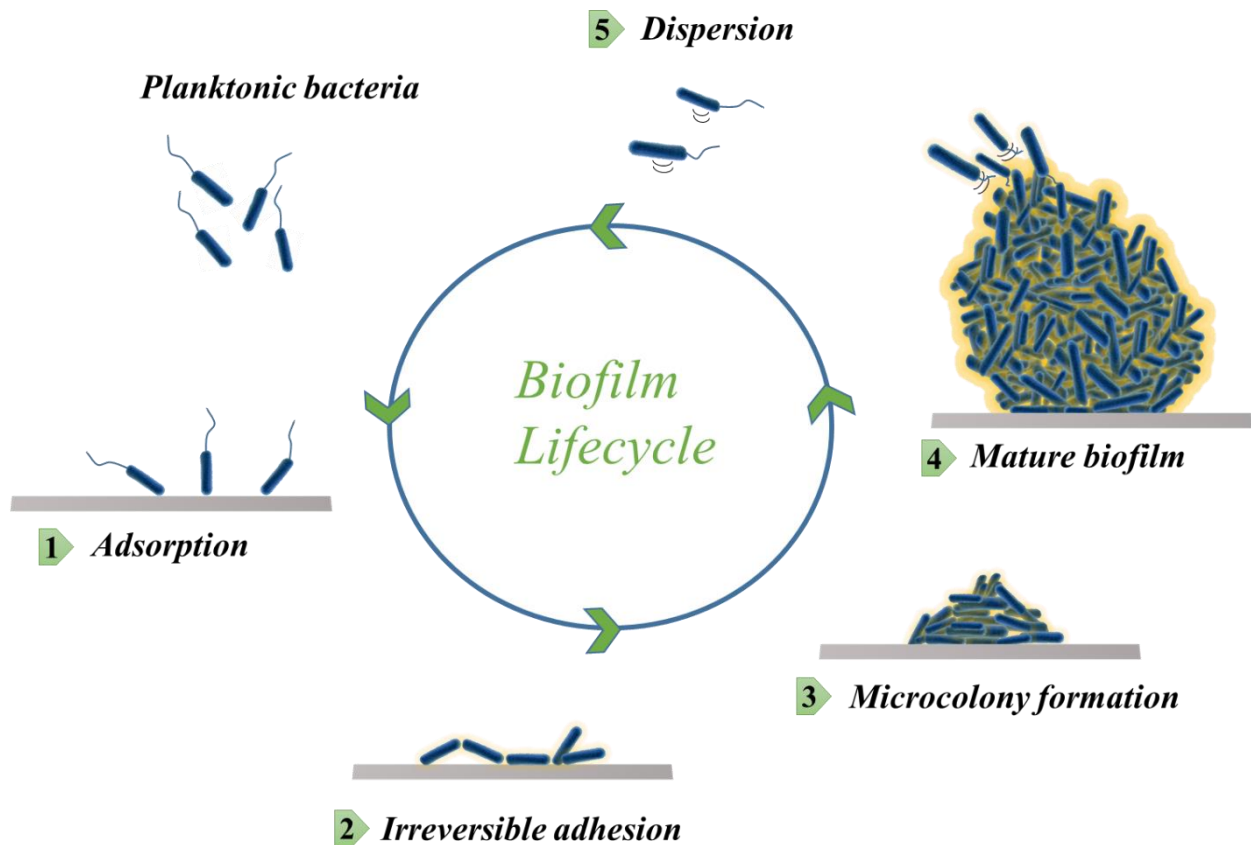 5 Dispersion
Planktonic bacteria
Biofilm
Lifecycle
4 Mature biofilm
1 Adsorption
3 Microcolony formation
2 Irreversible adhesion